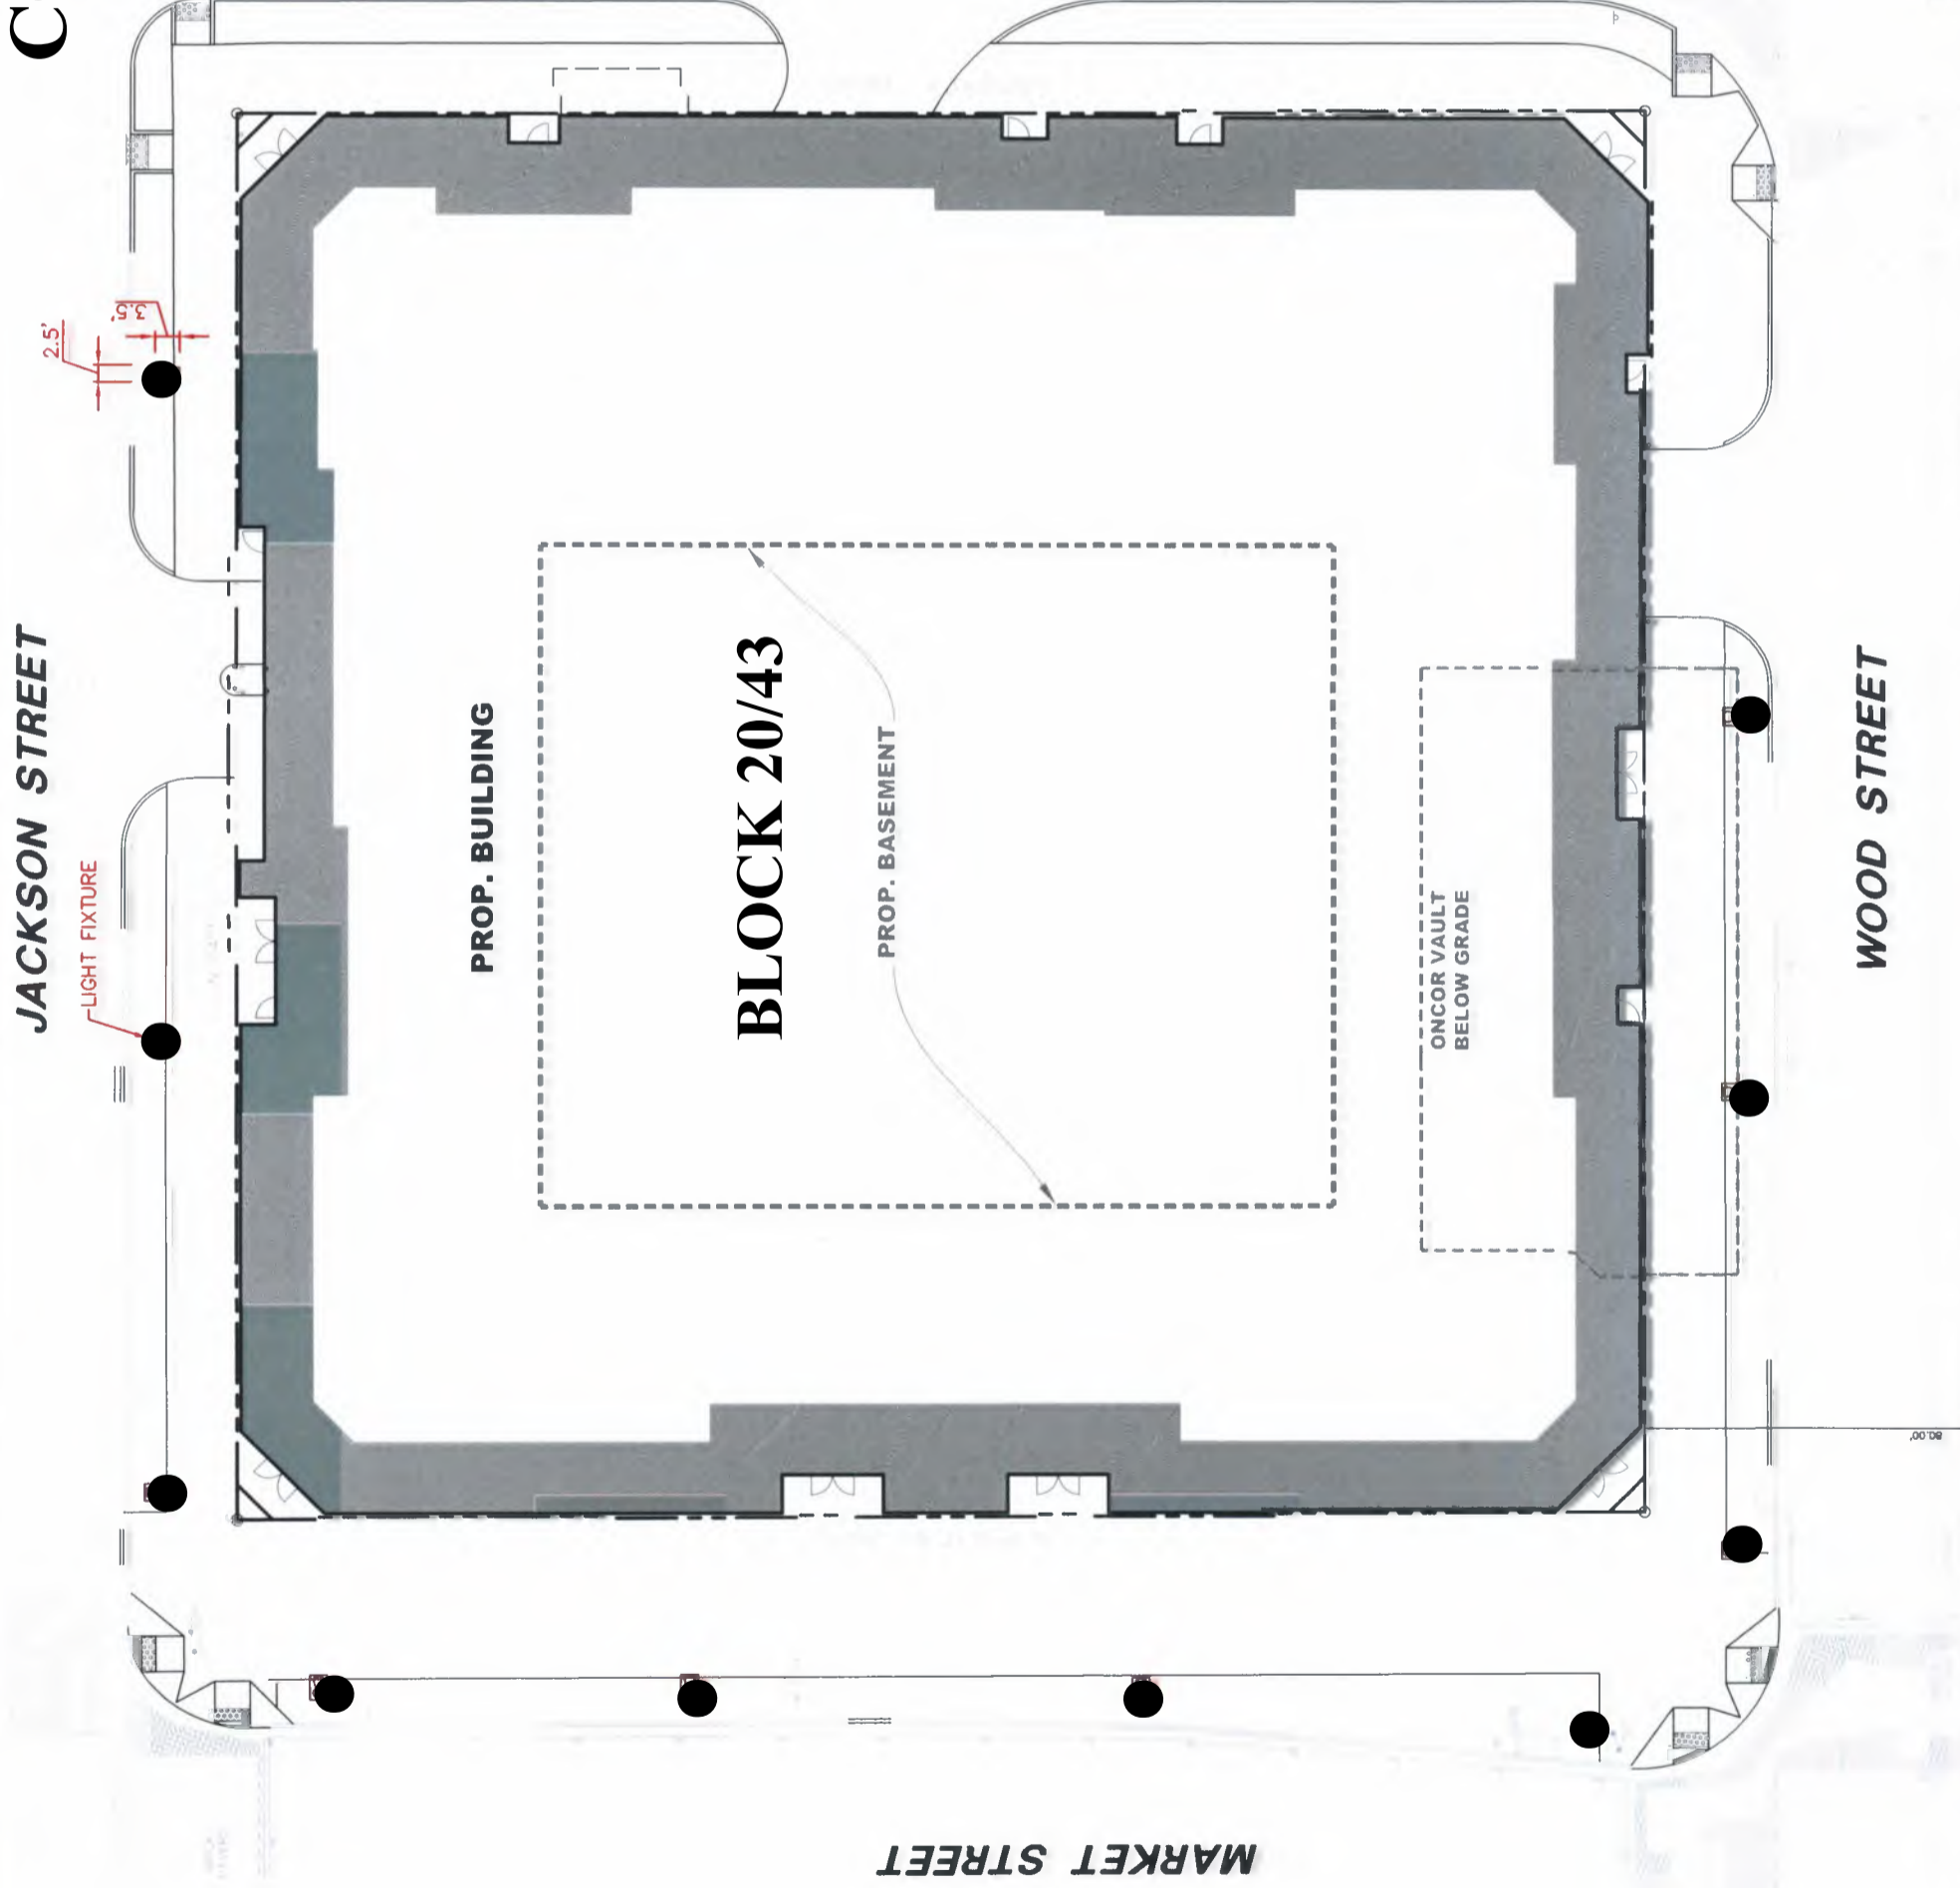 C
JACKSON STREET
2.5'
3.5'
LIGHT FIXTURE
PROP. BUILDING
BLOCK 20/43
PROP. BASEMENT
ONCOR VAULT
BELOW GRADE
WOOD STREET
80.00'
MARKET STREET